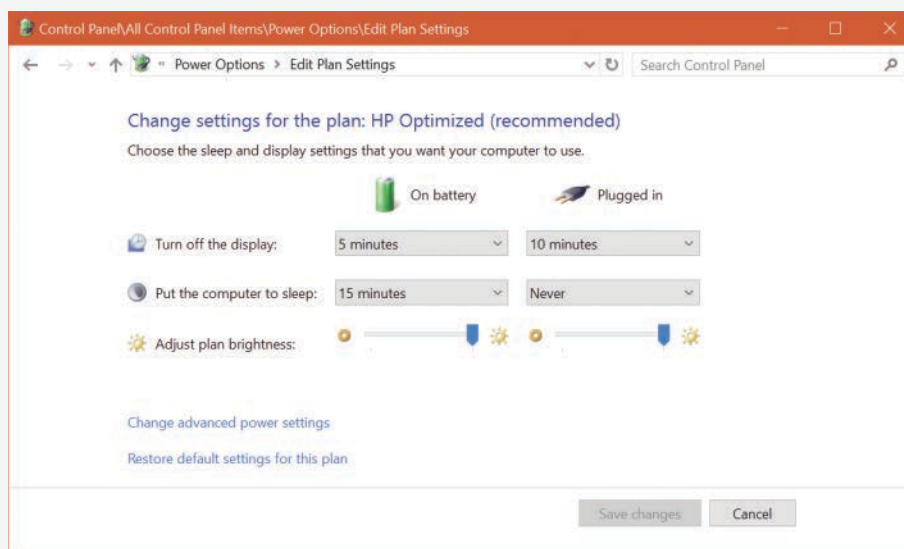 Control Panel\All Control Panel Items\Power Options\Edit Plan Settings
« Power Options > Edit Plan Settings Search Control Panel
Change settings for the plan: HP Optimized (recommended)
Choose the sleep and display settings that you want your computer to use.
On battery Plugged in
Turn off the display: 5 minutes 10 minutes
Put the computer to sleep: 15 minutes Never
Adjust plan brightness:
Change advanced power settings
Restore default settings for this plan
Save changes Cancel